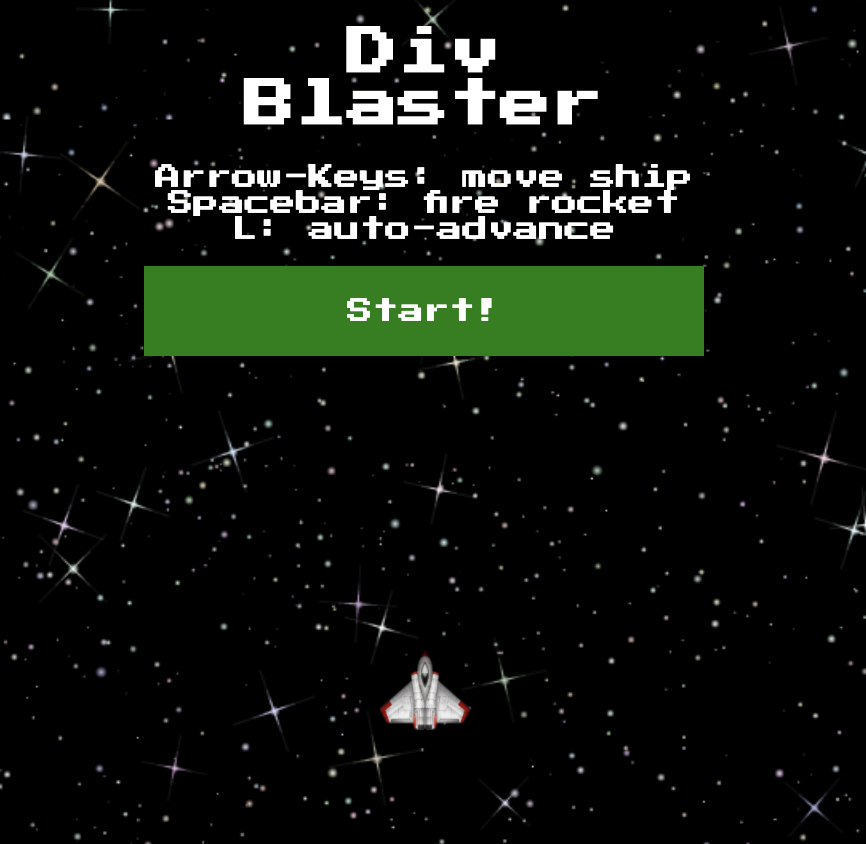 Div
Blaster
Arrow-Keys: move ship
Spacebar: fire rocket
L: auto-advance
Start!